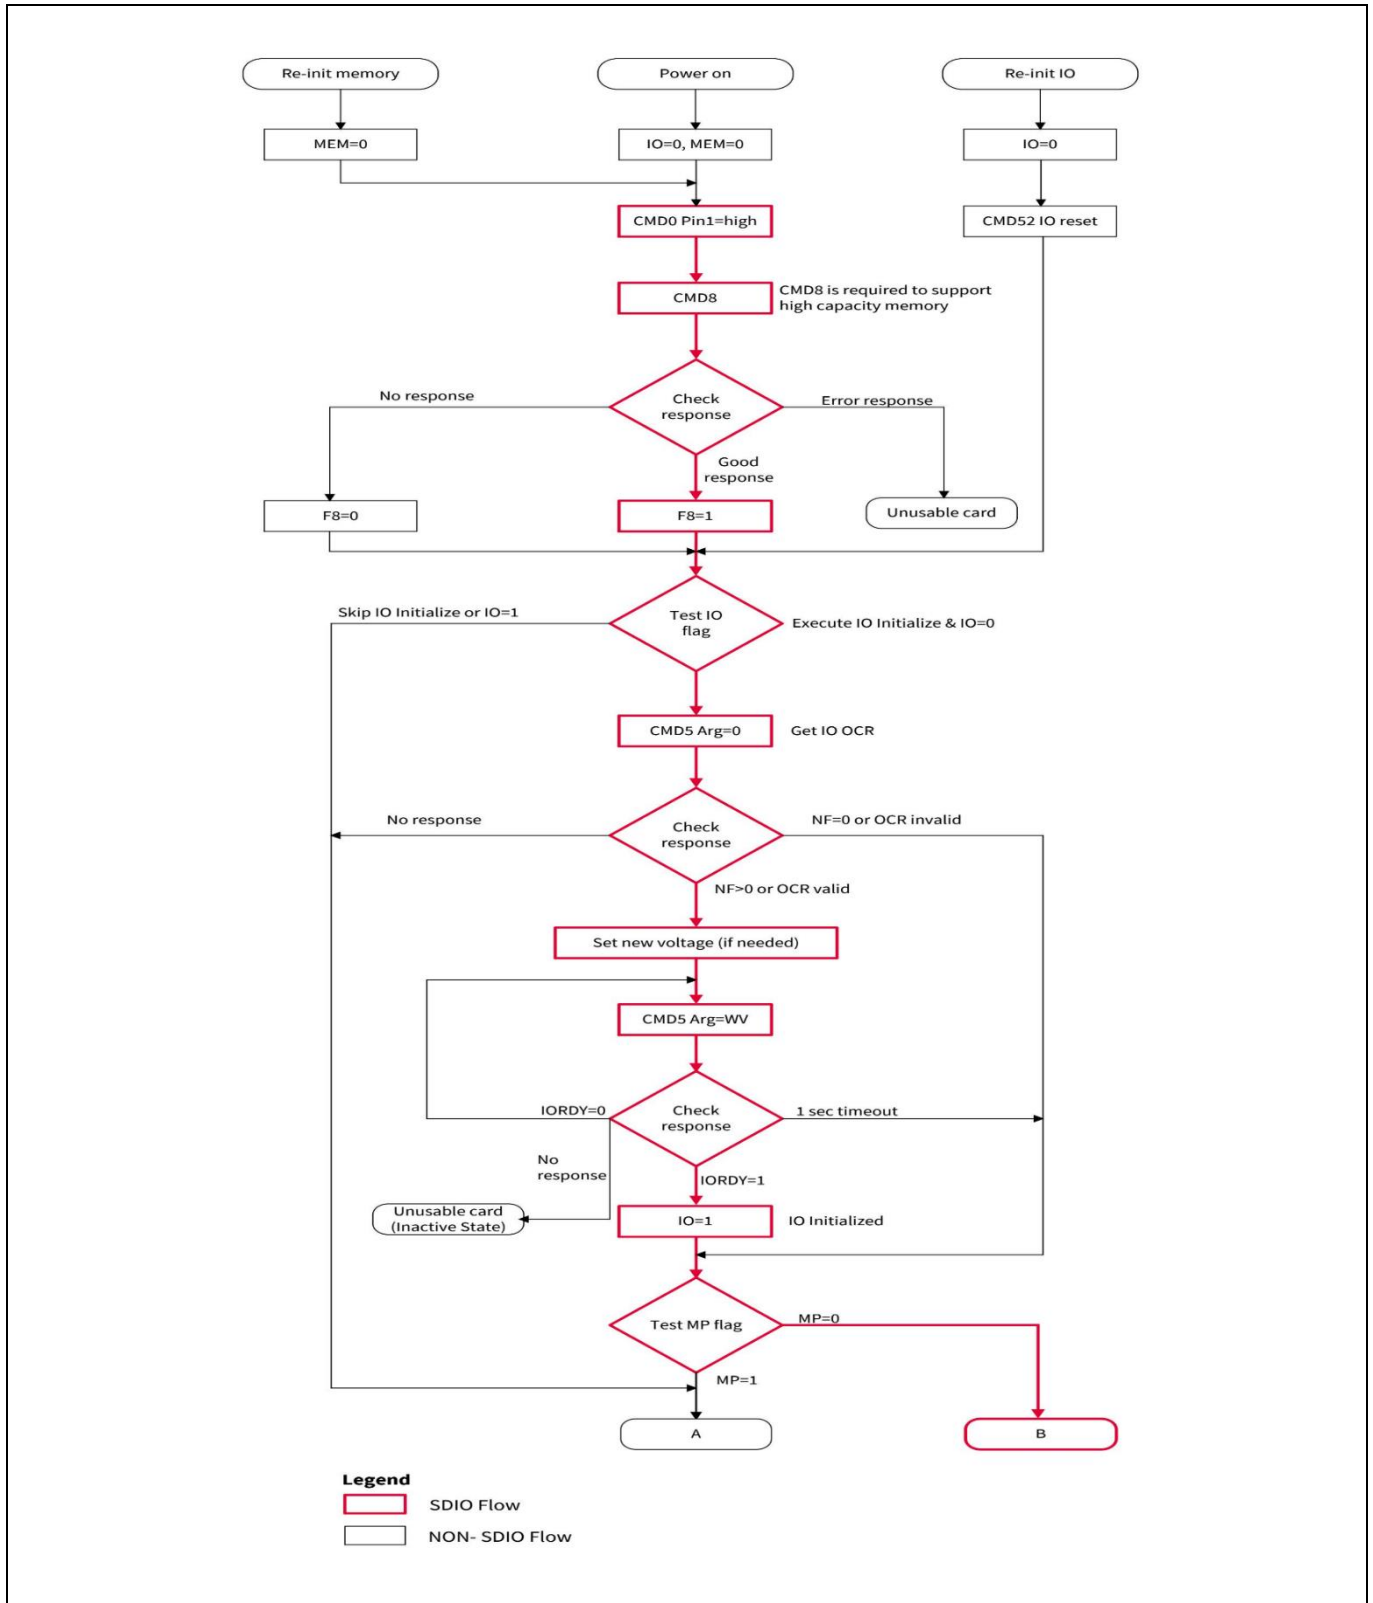 Re-init memory
Power on
Re-init IO
MEM=0
IO=0, MEM=0
IO=0
CMD0 Pin1=high
CMD52 IO reset
CMD8
CMD8 is required to support
high capacity memory
No response
Check
response
Error response
Good
response
F8=0
F8=1
Unusable card
Skip IO Initialize or IO=1
Test IO
flag
Execute IO Initialize & IO=0
CMD5 Arg=0
Get IO OCR
No response
Check
response
NF=0 or OCR invalid
NF>0 or OCR valid
Set new voltage (if needed)
CMD5 Arg=WV
IORDY=0
Check
response
1 sec timeout
No
response
IORDY=1
Unusable card
(Inactive State)
IO=1
IO Initialized
Test MP flag
MP=0
MP=1
A
B
Legend
SDIO Flow
NON- SDIO Flow